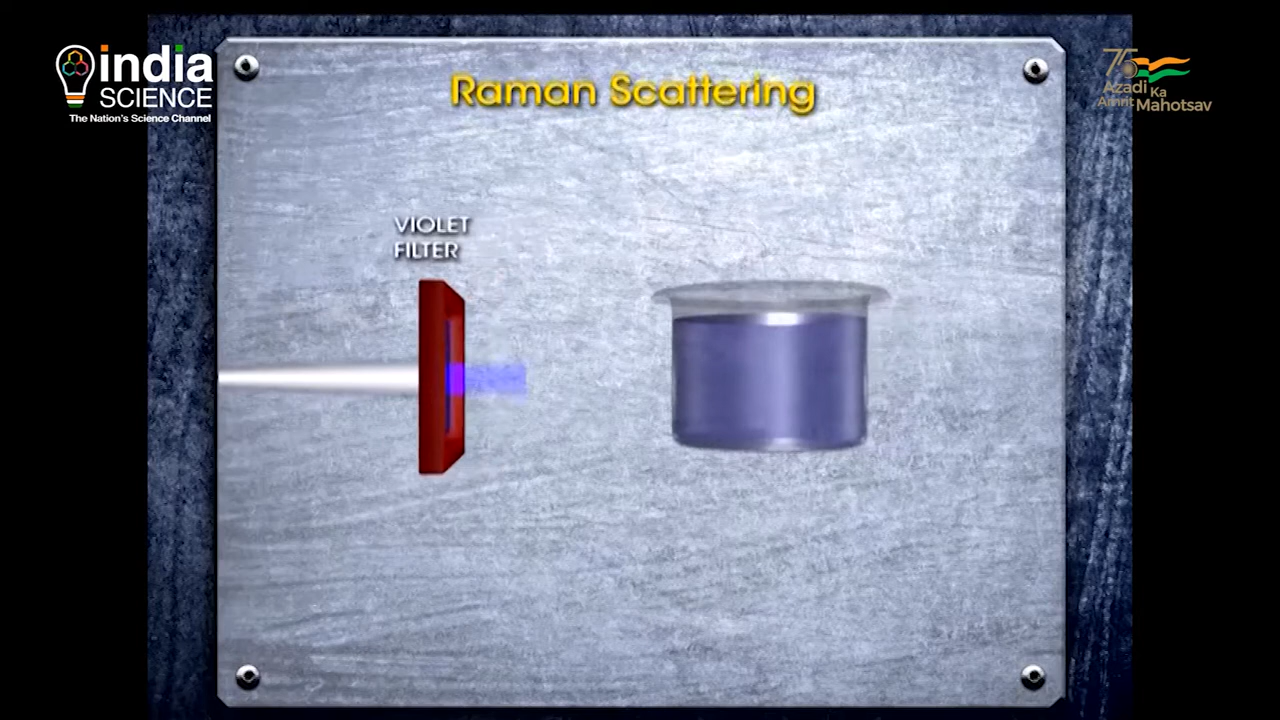 india
SCIENCE
The Nation's Science Channel
Raman Scattering
75
Azadi
Ka
Amrit Mahotsav
VIOLET
FILTER